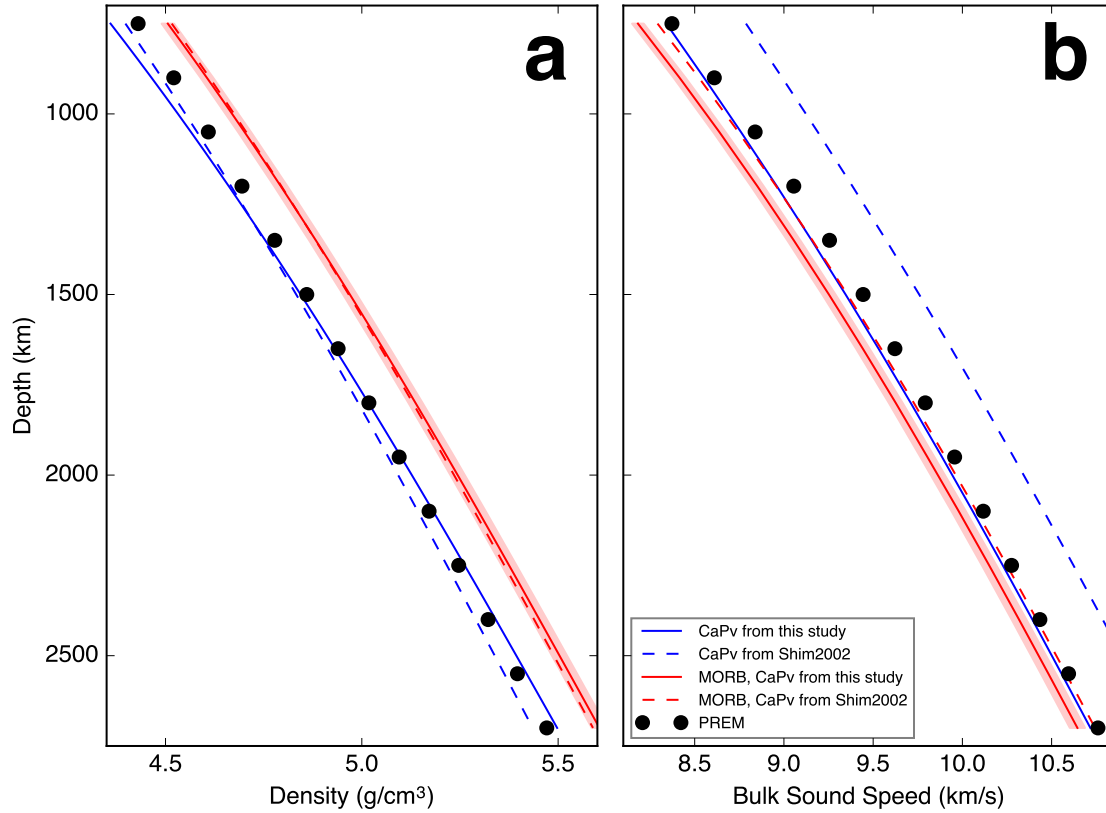 a
b
1000
1500
2000
2500
Depth (km)
4.5
5.0
5.5
Density (g/cm³)
CaPv from this study
CaPv from Shim2002
MORB, CaPv from this study
MORB, CaPv from Shim2002
PREM
8.5
9.0
9.5
10.0
10.5
Bulk Sound Speed (km/s)